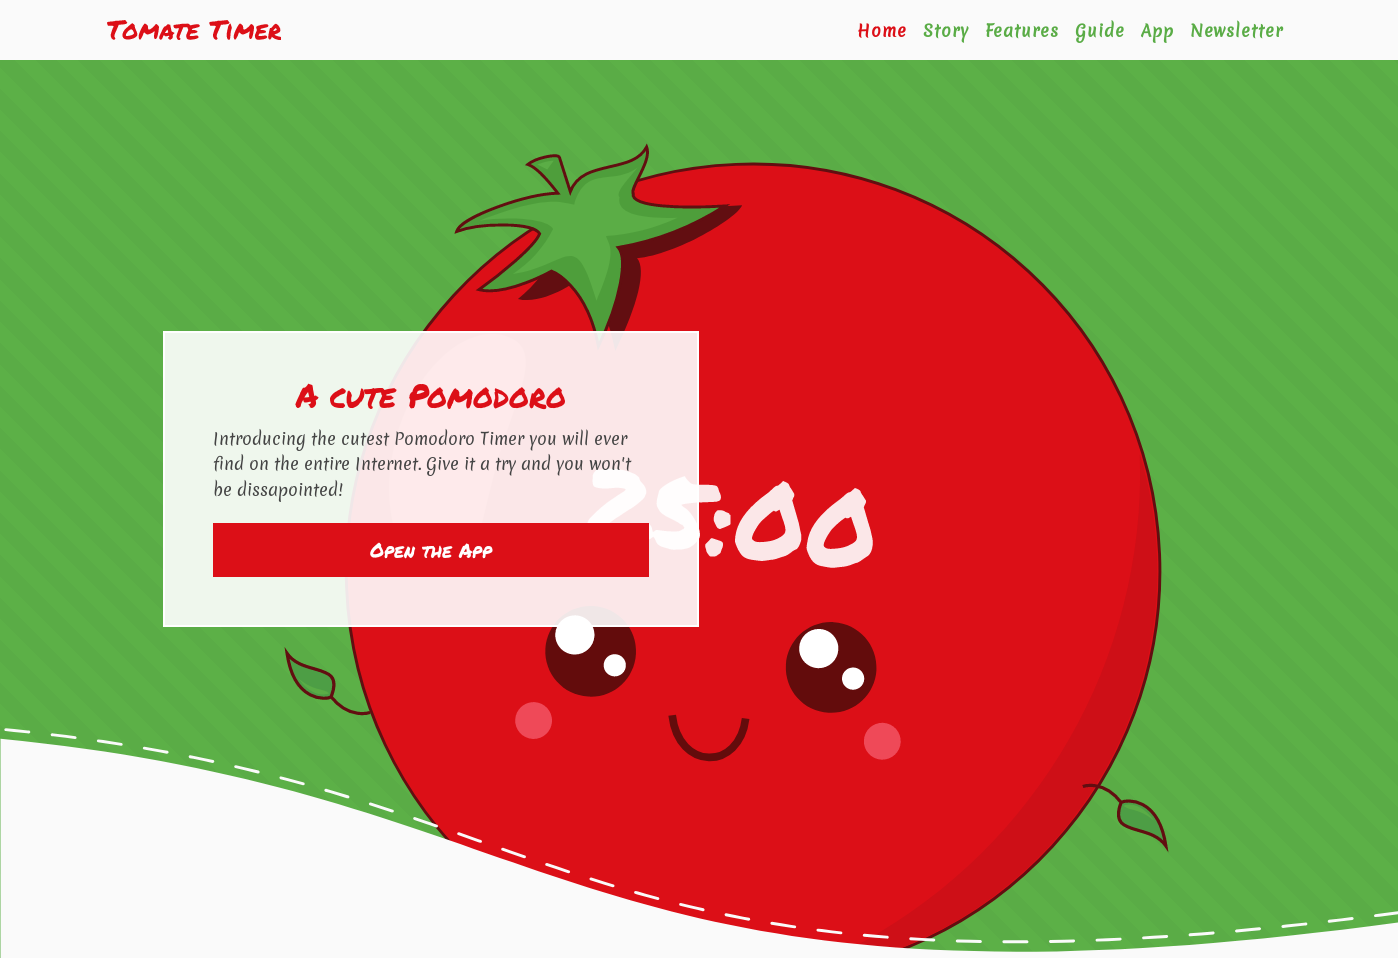 Tomate Timer
Home Story Features Guide App Newsletter
A cute Pomodoro
Introducing the cutest Pomodoro Timer you will ever
find on the entire Internet. Give it a try and you won't
be dissapointed!
25:00
Open the App